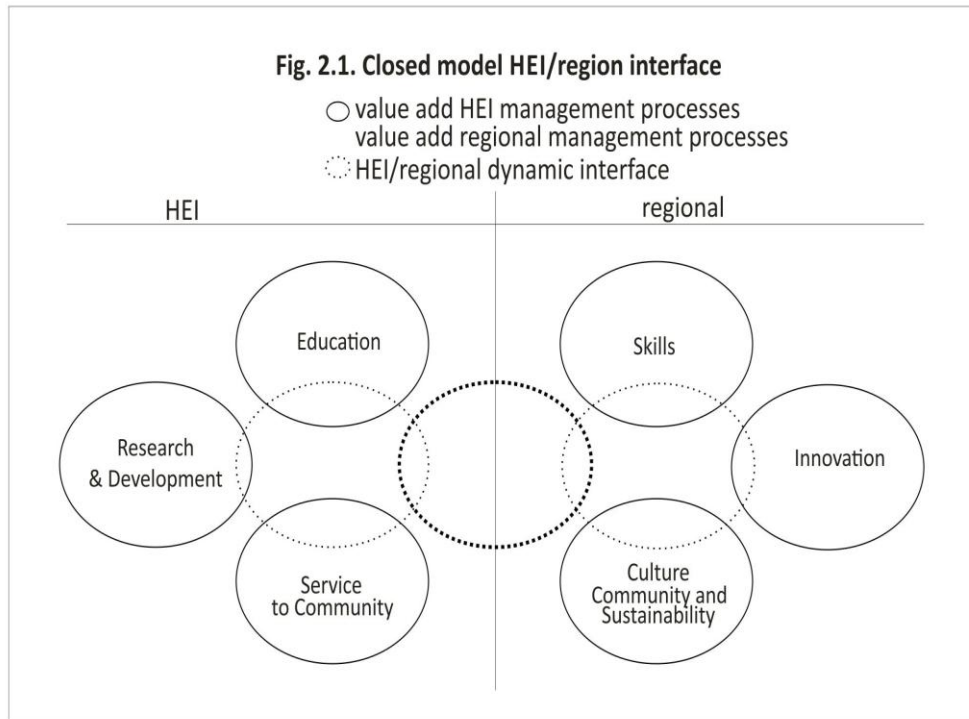 Fig. 2.1. Closed model HEI/region interface
value add HEI management processes
value add regional management processes
HEI/regional dynamic interface
HEI
regional
Education
Skills
Research
& Development
Innovation
Service
to Community
Culture
Community and
Sustainability